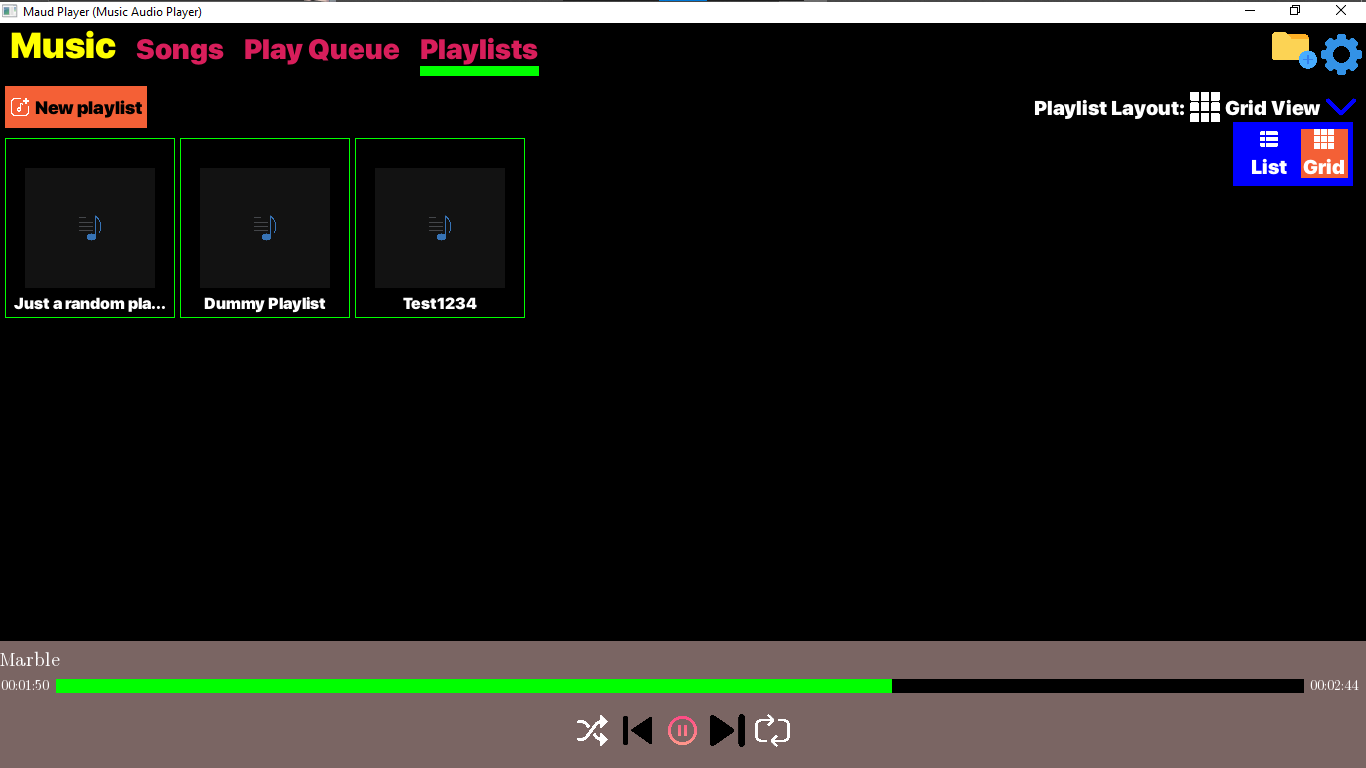 Maud Player (Music Audio Player)
Music Songs Play Queue Playlists
New playlist
Playlist Layout: Grid View
List Grid
Just a random pla... Dummy Playlist Test1234
Marble
00:01:50 00:02:44